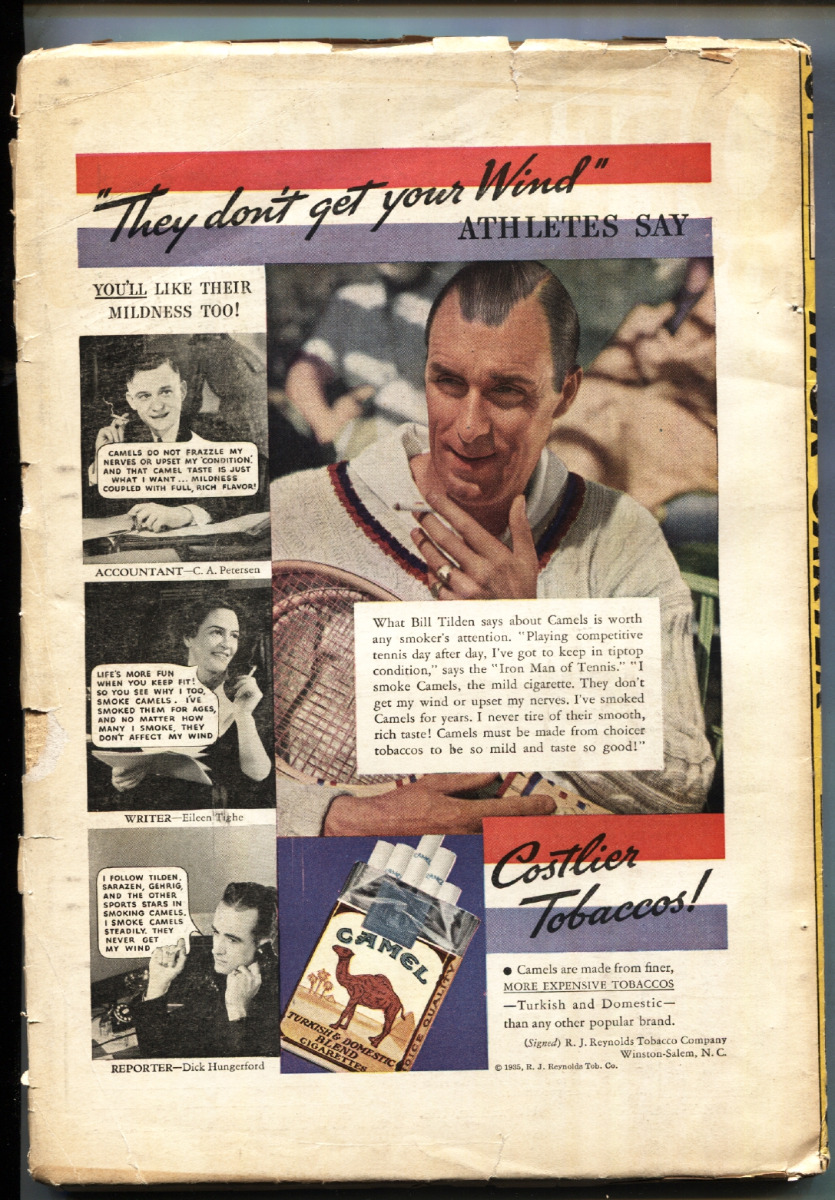 "They don't get your Wind"
ATHLETES SAY
YOU'LL LIKE THEIR
MILDNESS TOO!
CAMELS DO NOT FRAZZLE MY
NERVES OR UPSET MY 'CONDITION.'
AND THAT CAMEL TASTE IS JUST
WHAT I WANT... MILDNESS
COUPLED WITH FULL, RICH FLAVOR!
ACCOUNTANT—C. A. Petersen
LIFE'S MORE FUN
WHEN YOU KEEP FIT!
SO YOU SEE WHY I TOO,
SMOKE CAMELS. I'VE
SMOKED THEM FOR AGES,
AND NO MATTER HOW
MANY I SMOKE, THEY
DON'T AFFECT MY WIND
WRITER—Eileen Tighe
I FOLLOW TILDEN,
SARAZEN, GEHRIG,
AND THE OTHER
SPORTS STARS IN
SMOKING CAMELS.
I SMOKE CAMELS
STEADILY. THEY
NEVER GET
MY WIND
REPORTER—Dick Hungerford
What Bill Tilden says about Camels is worth
any smoker's attention. "Playing competitive
tennis day after day, I've got to keep in tiptop
condition," says the "Iron Man of Tennis." "I
smoke Camels, the mild cigarette. They don't
get my wind or upset my nerves. I've smoked
Camels for years. I never tire of their smooth,
rich taste! Camels must be made from choicer
tobaccos to be so mild and taste so good!"
CAMEL
CAMEL
CAMEL
TURKISH & DOMESTIC
BLEND
CIGARETTES
QUALITY
Costlier
Tobaccos!
● Camels are made from finer,
MORE EXPENSIVE TOBACCOS
—Turkish and Domestic—
than any other popular brand.
(Signed) R. J. Reynolds Tobacco Company
Winston-Salem, N. C.
© 1935, R. J. Reynolds Tob. Co.